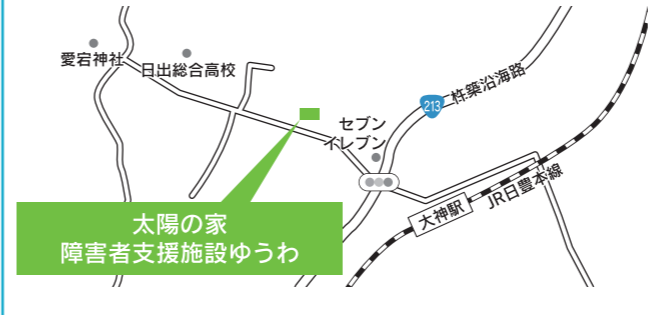 愛宕神社
日出総合高校
セブン
イレブン
213
杵築沿海路
大神駅
JR日豊本線
太陽の家
障害者支援施設ゆうわ